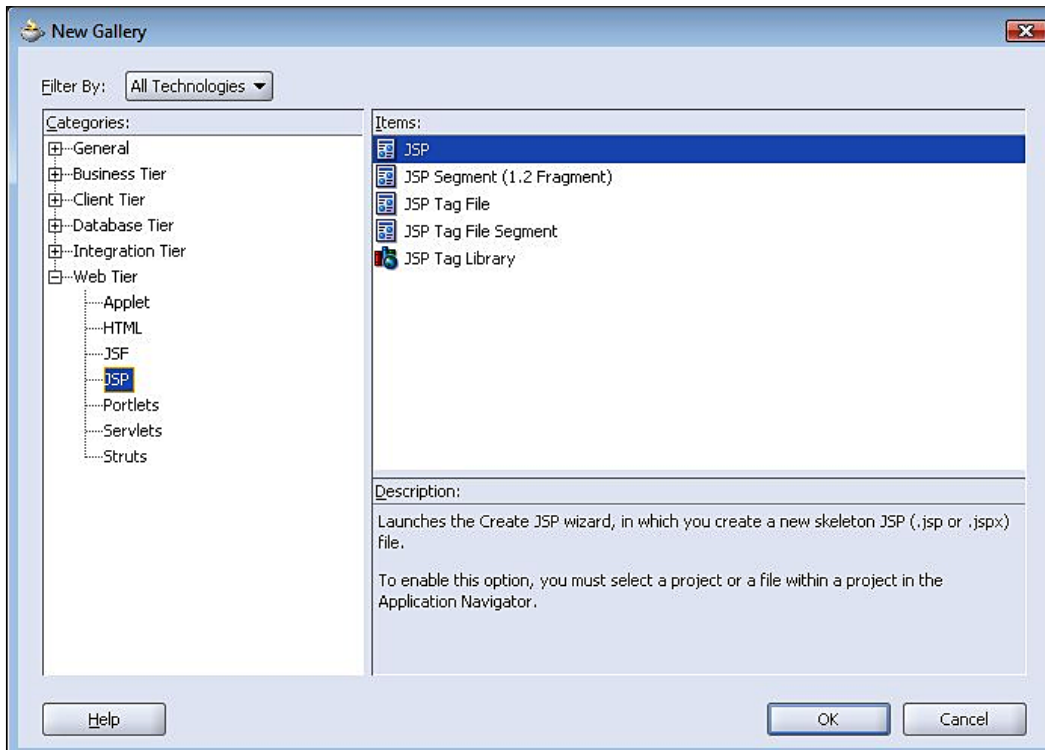 New Gallery
Filter By: All Technologies
Categories:
General
Business Tier
Client Tier
Database Tier
Integration Tier
Web Tier
Applet
HTML
JSF
JSP
Portlets
Servlets
Struts
Items:
JSP
JSP Segment (1.2 Fragment)
JSP Tag File
JSP Tag File Segment
JSP Tag Library
Description:
Launches the Create JSP wizard, in which you create a new skeleton JSP (.jsp or .jspx)
file.
To enable this option, you must select a project or a file within a project in the
Application Navigator.
Help
OK
Cancel